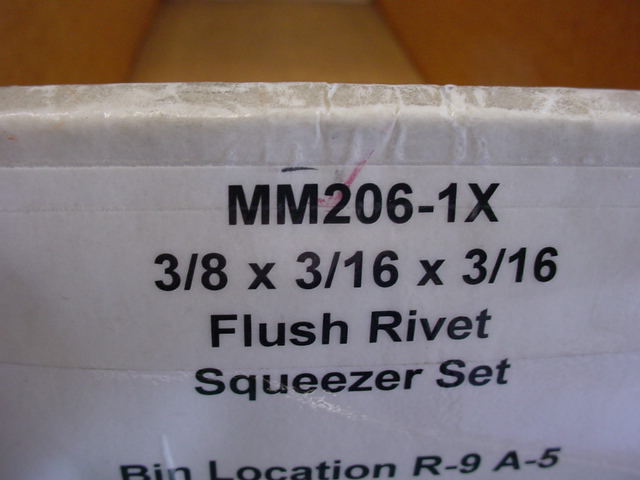 MM206-1X
3/8 x 3/16 x 3/16
Flush Rivet
Squeezer Set
Bin Location R-9 A-5